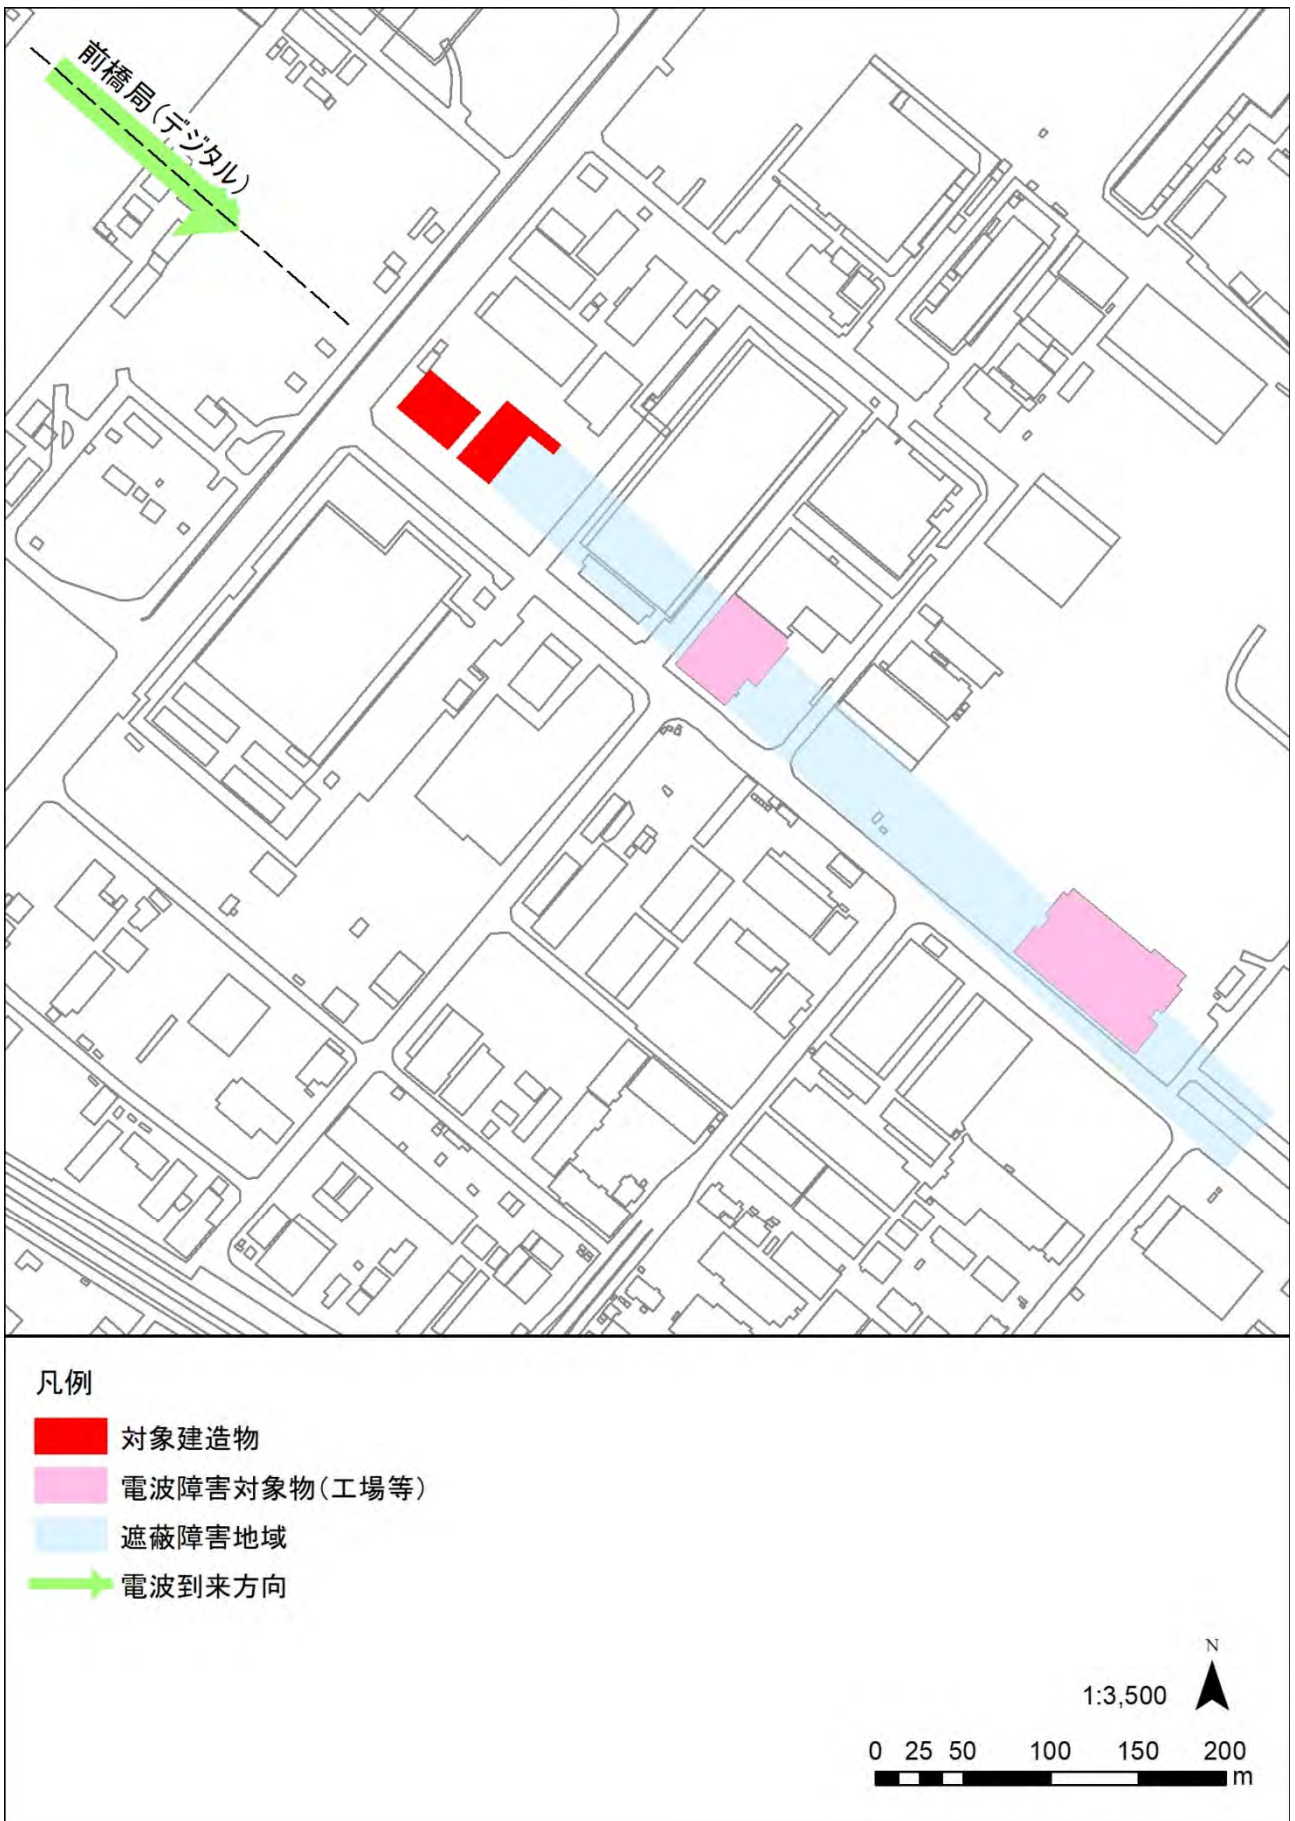 前橋局(デジタル)
凡例
対象建造物
電波障害対象物(工場等)
遮蔽障害地域
電波到来方向
N
1:3,500
0 25 50 100 150 200
m